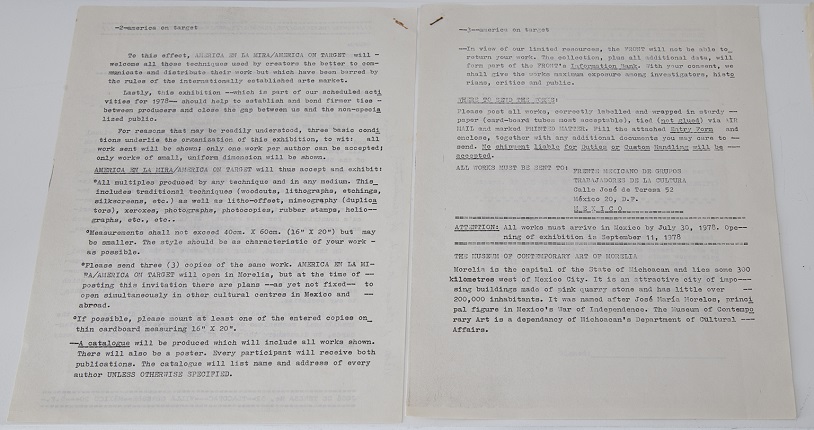 —2—america on target
To this effect, AMERICA EN LA MIRA/AMERICA ON TARGET will —
welcome all those techniques used by creators the better to com-
municate and distribute their work but which have been barred by
the rules of the internationally established arts market.
Lastly, this exhibition —which is part of our scheduled acti
vities for 1978— should help to establish and bond firmer ties —
between producers and close the gap between us and the non-specia
lized public.
For reasons that may be readily understood, three basic condi
tions underlie the organization of this exhibition, to wit: all
work sent will be shown; only one work per author can be accepted;
only works of small, uniform dimension will be shown.
AMERICA EN LA MIRA/AMERICA ON TARGET will thus accept and exhibit:
°All multiples produced by any technique and in any medium. This
includes traditional techniques (woodcuts, lithographs, etchings,
silkscreens, etc.) as well as litho-offset, mimeography (duplica
tors), xeroxes, photographs, photocopies, rubber stamps, helio—
graphs, etc., etc..
°Measurements shall not exceed 40cm. X 50cm. (16" X 20") but may
be smaller. The style should be as characteristic of your work —
as possible.
°Please send three (3) copies of the same work. AMERICA EN LA MI-
RA/AMERICA ON TARGET will open in Morelia, but at the time of —
posting this invitation there are plans —as yet not fixed— to
open simultaneously in other cultural centres in Mexico and —
abroad.
°If possible, please mount at least one of the entered copies on
thin cardboard measuring 16" X 20".
—A catalogue will be produced which will include all works shown.
There will also be a poster. Every participant will receive both
publications. The catalogue will list name and address of every
author UNLESS OTHERWISE SPECIFIED.
—3—america on target
—In view of our limited resources, the FRONT will not be able to
return your work. The collection, plus all additional data, will
form part of the FRONT's Information Bank. With your consent, we
shall give the works maximum exposure among investigators, histo
rians, critics and public.
WHERE TO SEND THE WORKS:
Please post all works, correctly labelled and wrapped in sturdy —
paper (card-board tubes most acceptable), tied (not glued) via AIR
MAIL and marked PRINTED MATTER. Fill the attached Entry Form and
enclose, together with any additional documents you may care to —
send. No shipment liable for Duties or Custom Handling will be —
accepted.
ALL WORKS MUST BE SENT TO:
FRENTE MEXICANO DE GRUPOS
TRABAJADORES DE LA CULTURA
Calle José de Teresa 52
México 20, D.F.
M E X I C O
ATTENTION: All works must arrive in Mexico by July 30, 1978. Ope—
ning of exhibition is September 11, 1978
THE MUSEUM OF CONTEMPORARY ART OF MORELIA
Morelia is the capital of the State of Michoacan and lies some 300
kilometres west of Mexico City. It is an attractive city of impo—
sing buildings made of pink quarry stone and has little over —
200,000 inhabitants. It was named after José María Morelos, princi
pal figure in Mexico's War of Independence. The Museum of Contempo
rary Art is a dependancy of Michoacan's Department of Cultural —
Affairs.